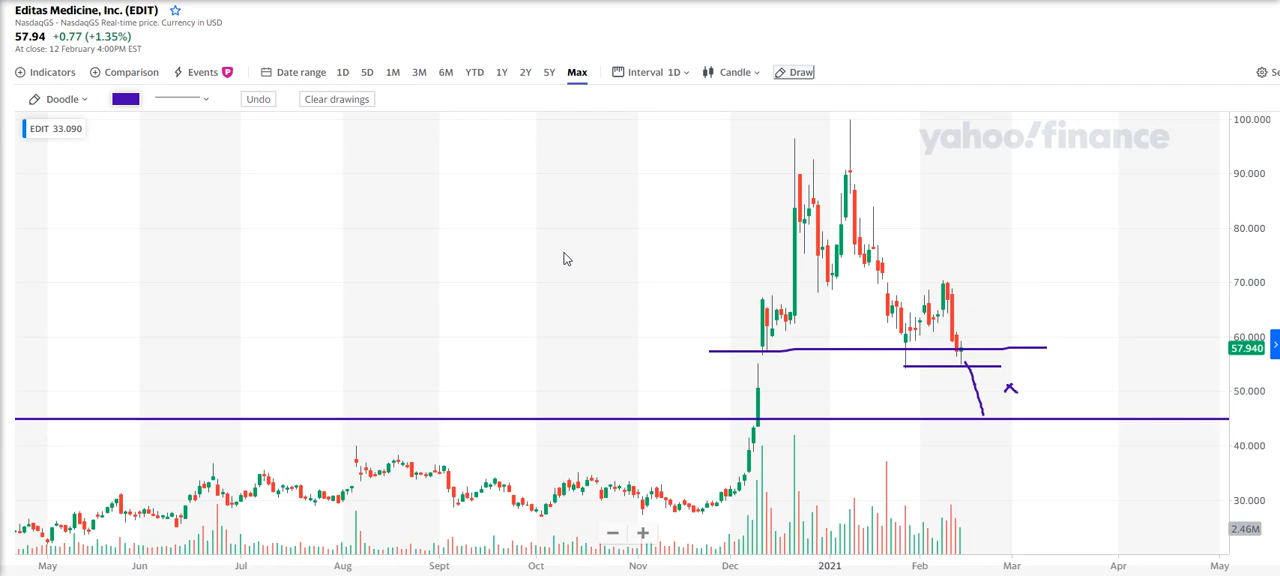 Editas Medicine, Inc. (EDIT)
NasdaqGS - NasdaqGS Real-time price. Currency in USD
57.94 +0.77 (+1.35%)
At close: 12 February 4:00PM EST
Indicators Comparison Events P Date range 1D 5D 1M 3M 6M YTD 1Y 2Y 5Y Max Interval 1D Candle Draw Se
Doodle Undo Clear drawings
EDIT 33.090
yahoo!finance
100.000
90.000
80.000
70.000
60.000
57.940
50.000
40.000
30.000
2.46M
May Jun Jul Aug Sept Oct Nov Dec 2021 Feb Mar Apr May